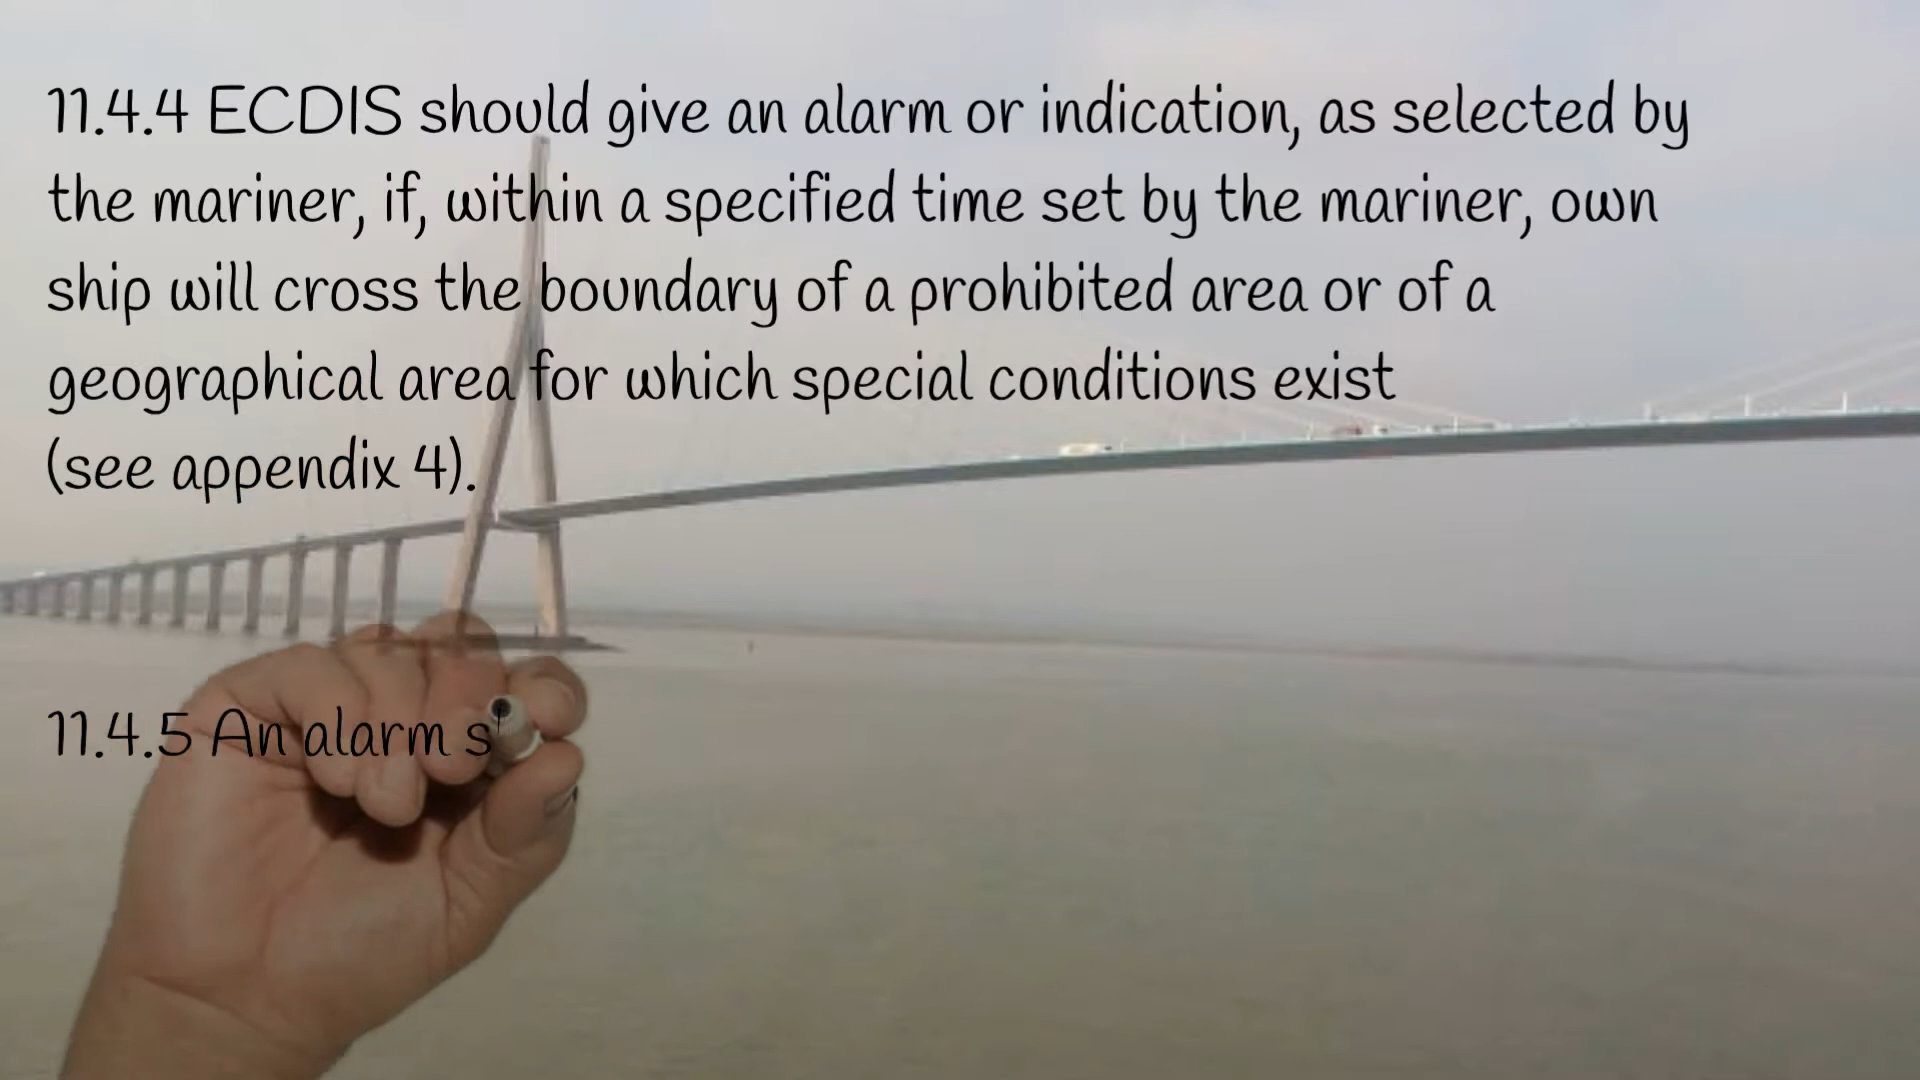 11.4.4 ECDIS should give an alarm or indication, as selected by
the mariner, if, within a specified time set by the mariner, own
ship will cross the boundary of a prohibited area or of a
geographical area for which special conditions exist
(see appendix 4).
11.4.5 An alarm s